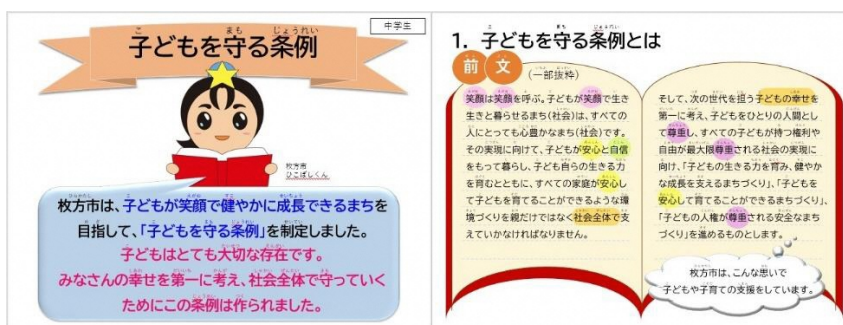 中学生
子どもを守る条例
枚方市
ひこぼしくん
枚方市は、子どもが笑顔で健やかに成長できるまちを
目指して、「子どもを守る条例」を制定しました。
子どもはとても大切な存在です。
みなさんの幸せを第一に考え、社会全体で守っていく
ためにこの条例は作られました。
1. 子どもを守る条例とは
前文(一部抜粋)
笑顔は笑顔を呼ぶ。子どもが笑顔で生き
生きと暮らせるまち(社会)は、すべての
人にとっても心豊かなまち(社会)です。
その実現に向けて、子どもが安心と自信
をもって暮らし、子ども自らの生きる力
を育むとともに、すべての家庭が安心し
て子どもを育てることができるような環
境づくりを親だけではなく社会全体で支
えていかなければなりません。
そして、次の世代を担う子どもの幸せを
第一に考え、子どもをひとりの人間とし
て尊重し、すべての子どもが持つ権利や
自由が最大限尊重される社会の実現に
向け、「子どもの生きる力を育み、健やか
な成長を支えるまちづくり」、「子どもを
安心して育てることができるまちづくり」、
「子どもの人権が尊重される安全なまち
づくり」を進めるものとします。
枚方市は、こんな思いで
子どもや子育ての支援をしています。